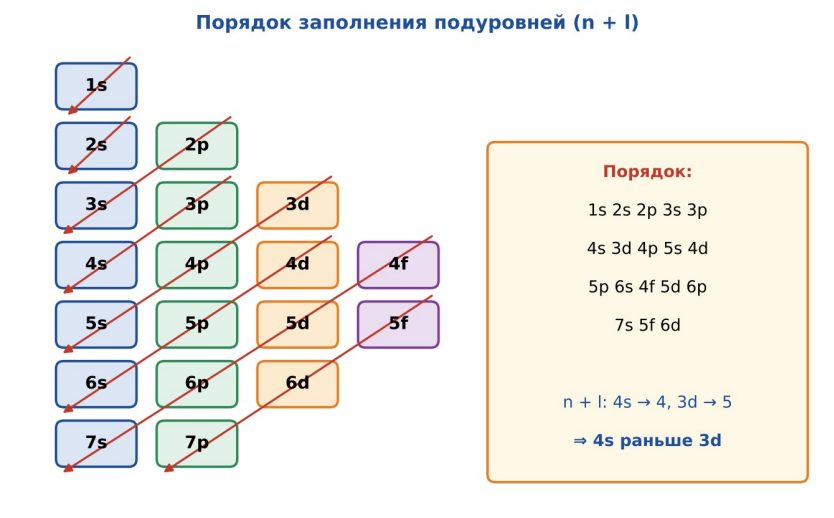 Порядок заполнения подуровней (n + l)
1s
2s 2p
3s 3p 3d
4s 4p 4d 4f
5s 5p 5d 5f
6s 6p 6d
7s 7p
Порядок:
1s 2s 2p 3s 3p
4s 3d 4p 5s 4d
5p 6s 4f 5d 6p
7s 5f 6d
n + l: 4s → 4, 3d → 5
⇒ 4s раньше 3d